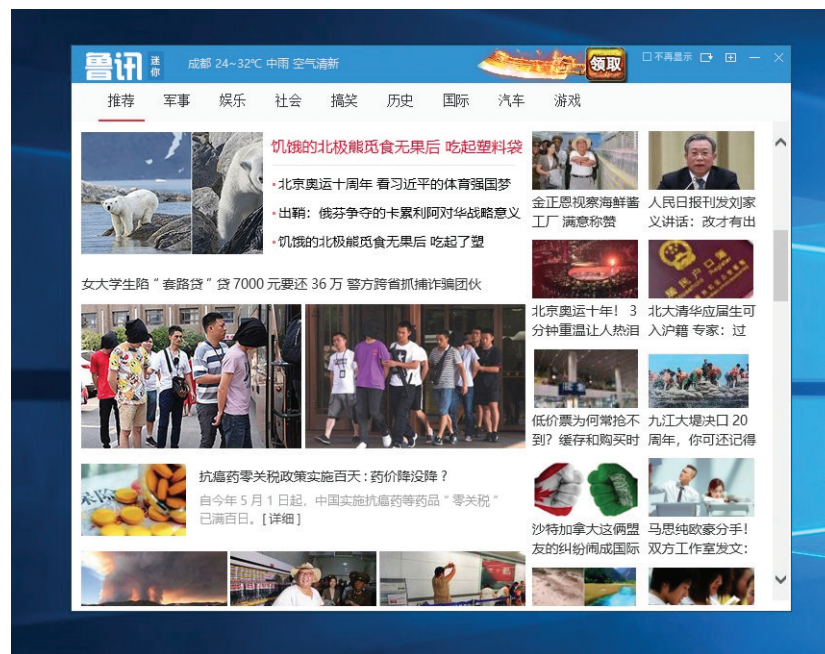 鲁讯 迷你
成都 24~32℃ 中雨 空气清新
领取
不再显示
推荐 军事 娱乐 社会 搞笑 历史 国际 汽车 游戏
饥饿的北极熊觅食无果后 吃起塑料袋
·北京奥运十周年 看习近平的体育强国梦
·出鞘：俄芬争夺的卡累利阿对华战略意义
·饥饿的北极熊觅食无果后 吃起了塑
女大学生陷“套路贷”贷 7000 元要还 36 万 警方跨省抓捕诈骗团伙
抗癌药零关税政策实施百天：药价降没降？
自今年 5 月 1 日起，中国实施抗癌药等药品“零关税”
已满百日。[详细]
金正恩视察海鲜酱
工厂 满意称赞
人民日报刊发刘家
义讲话：改才有出
北京奥运十年！3
分钟重温让人热泪
北大清华应届生可
入沪籍 专家：过
户口簿
低价票为何常抢不
到？缓存和购买时
九江大堤决口 20
周年，你可还记得
沙特加拿大这俩盟
友的纠纷闹成国际
马思纯欧豪分手！
双方工作室发文：